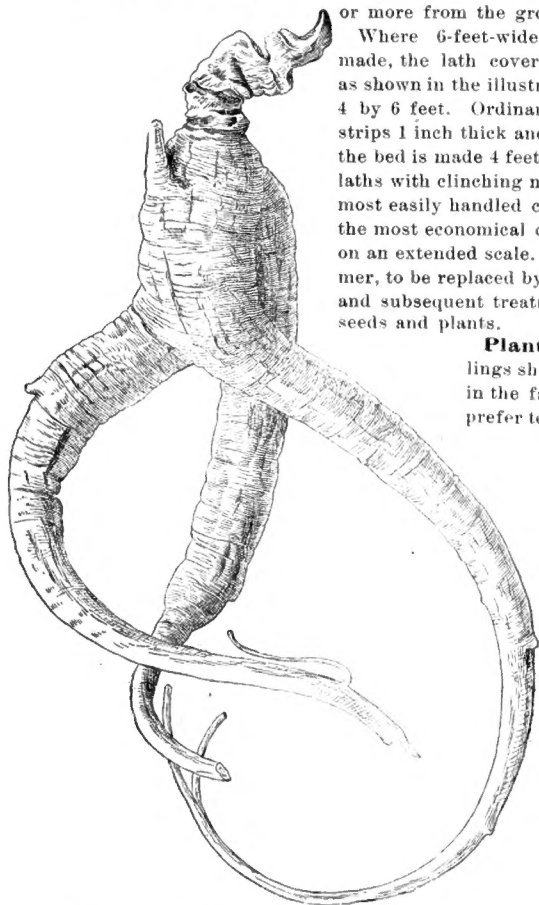 or more from the gro
Where 6-feet-wide
made, the lath cover
as shown in the illustr
4 by 6 feet. Ordinar
strips 1 inch thick and
the bed is made 4 feet
laths with clinching n
most easily handled c
the most economical c
on an extended scale.
mer, to be replaced by
and subsequent treat
seeds and plants.
Plant
lings sh
in the fa
prefer te